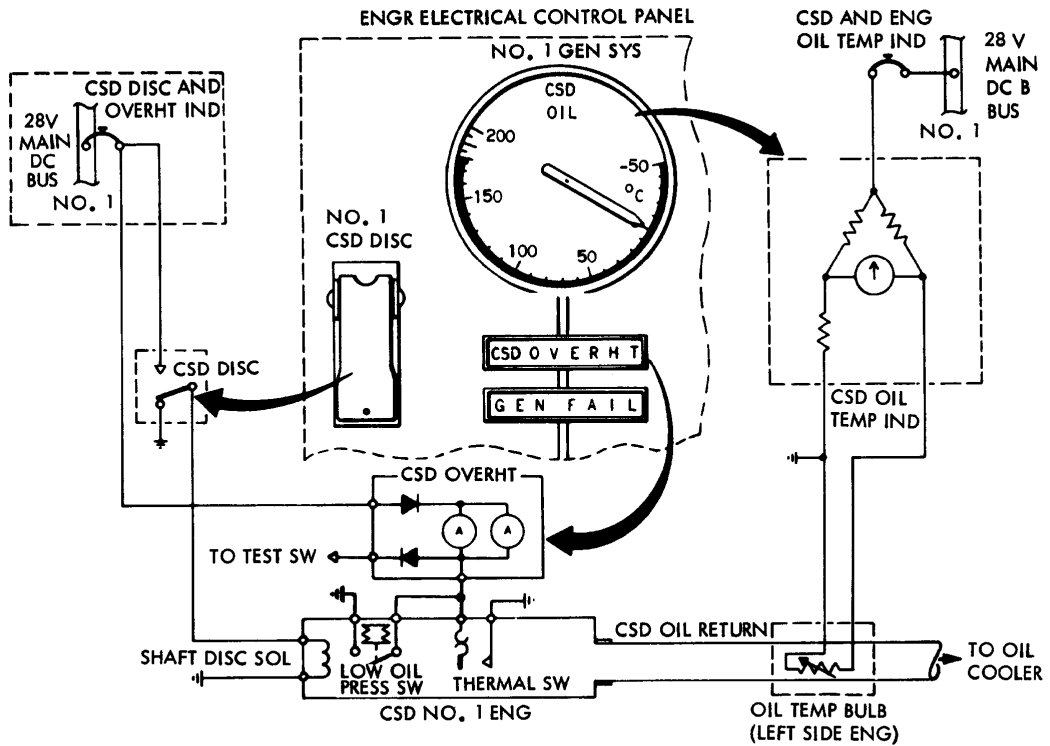 ENGR ELECTRICAL CONTROL PANEL
NO. 1 GEN SYS
CSD
OIL
200
150
100
50
-50
°C
CSD AND ENG
OIL TEMP IND
28 V
MAIN
DC B
BUS
NO. 1
CSD DISC AND
OVERHT IND
28V
MAIN
DC
BUS
NO. 1
NO. 1
CSD DISC
CSD OVERHT
GEN FAIL
CSD DISC
CSD OIL
TEMP IND
CSD OVERHT
A
A
TO TEST SW
SHAFT DISC SOL
LOW OIL
PRESS SW
THERMAL SW
CSD NO. 1 ENG
CSD OIL RETURN
TO OIL
COOLER
OIL TEMP BULB
(LEFT SIDE ENG)